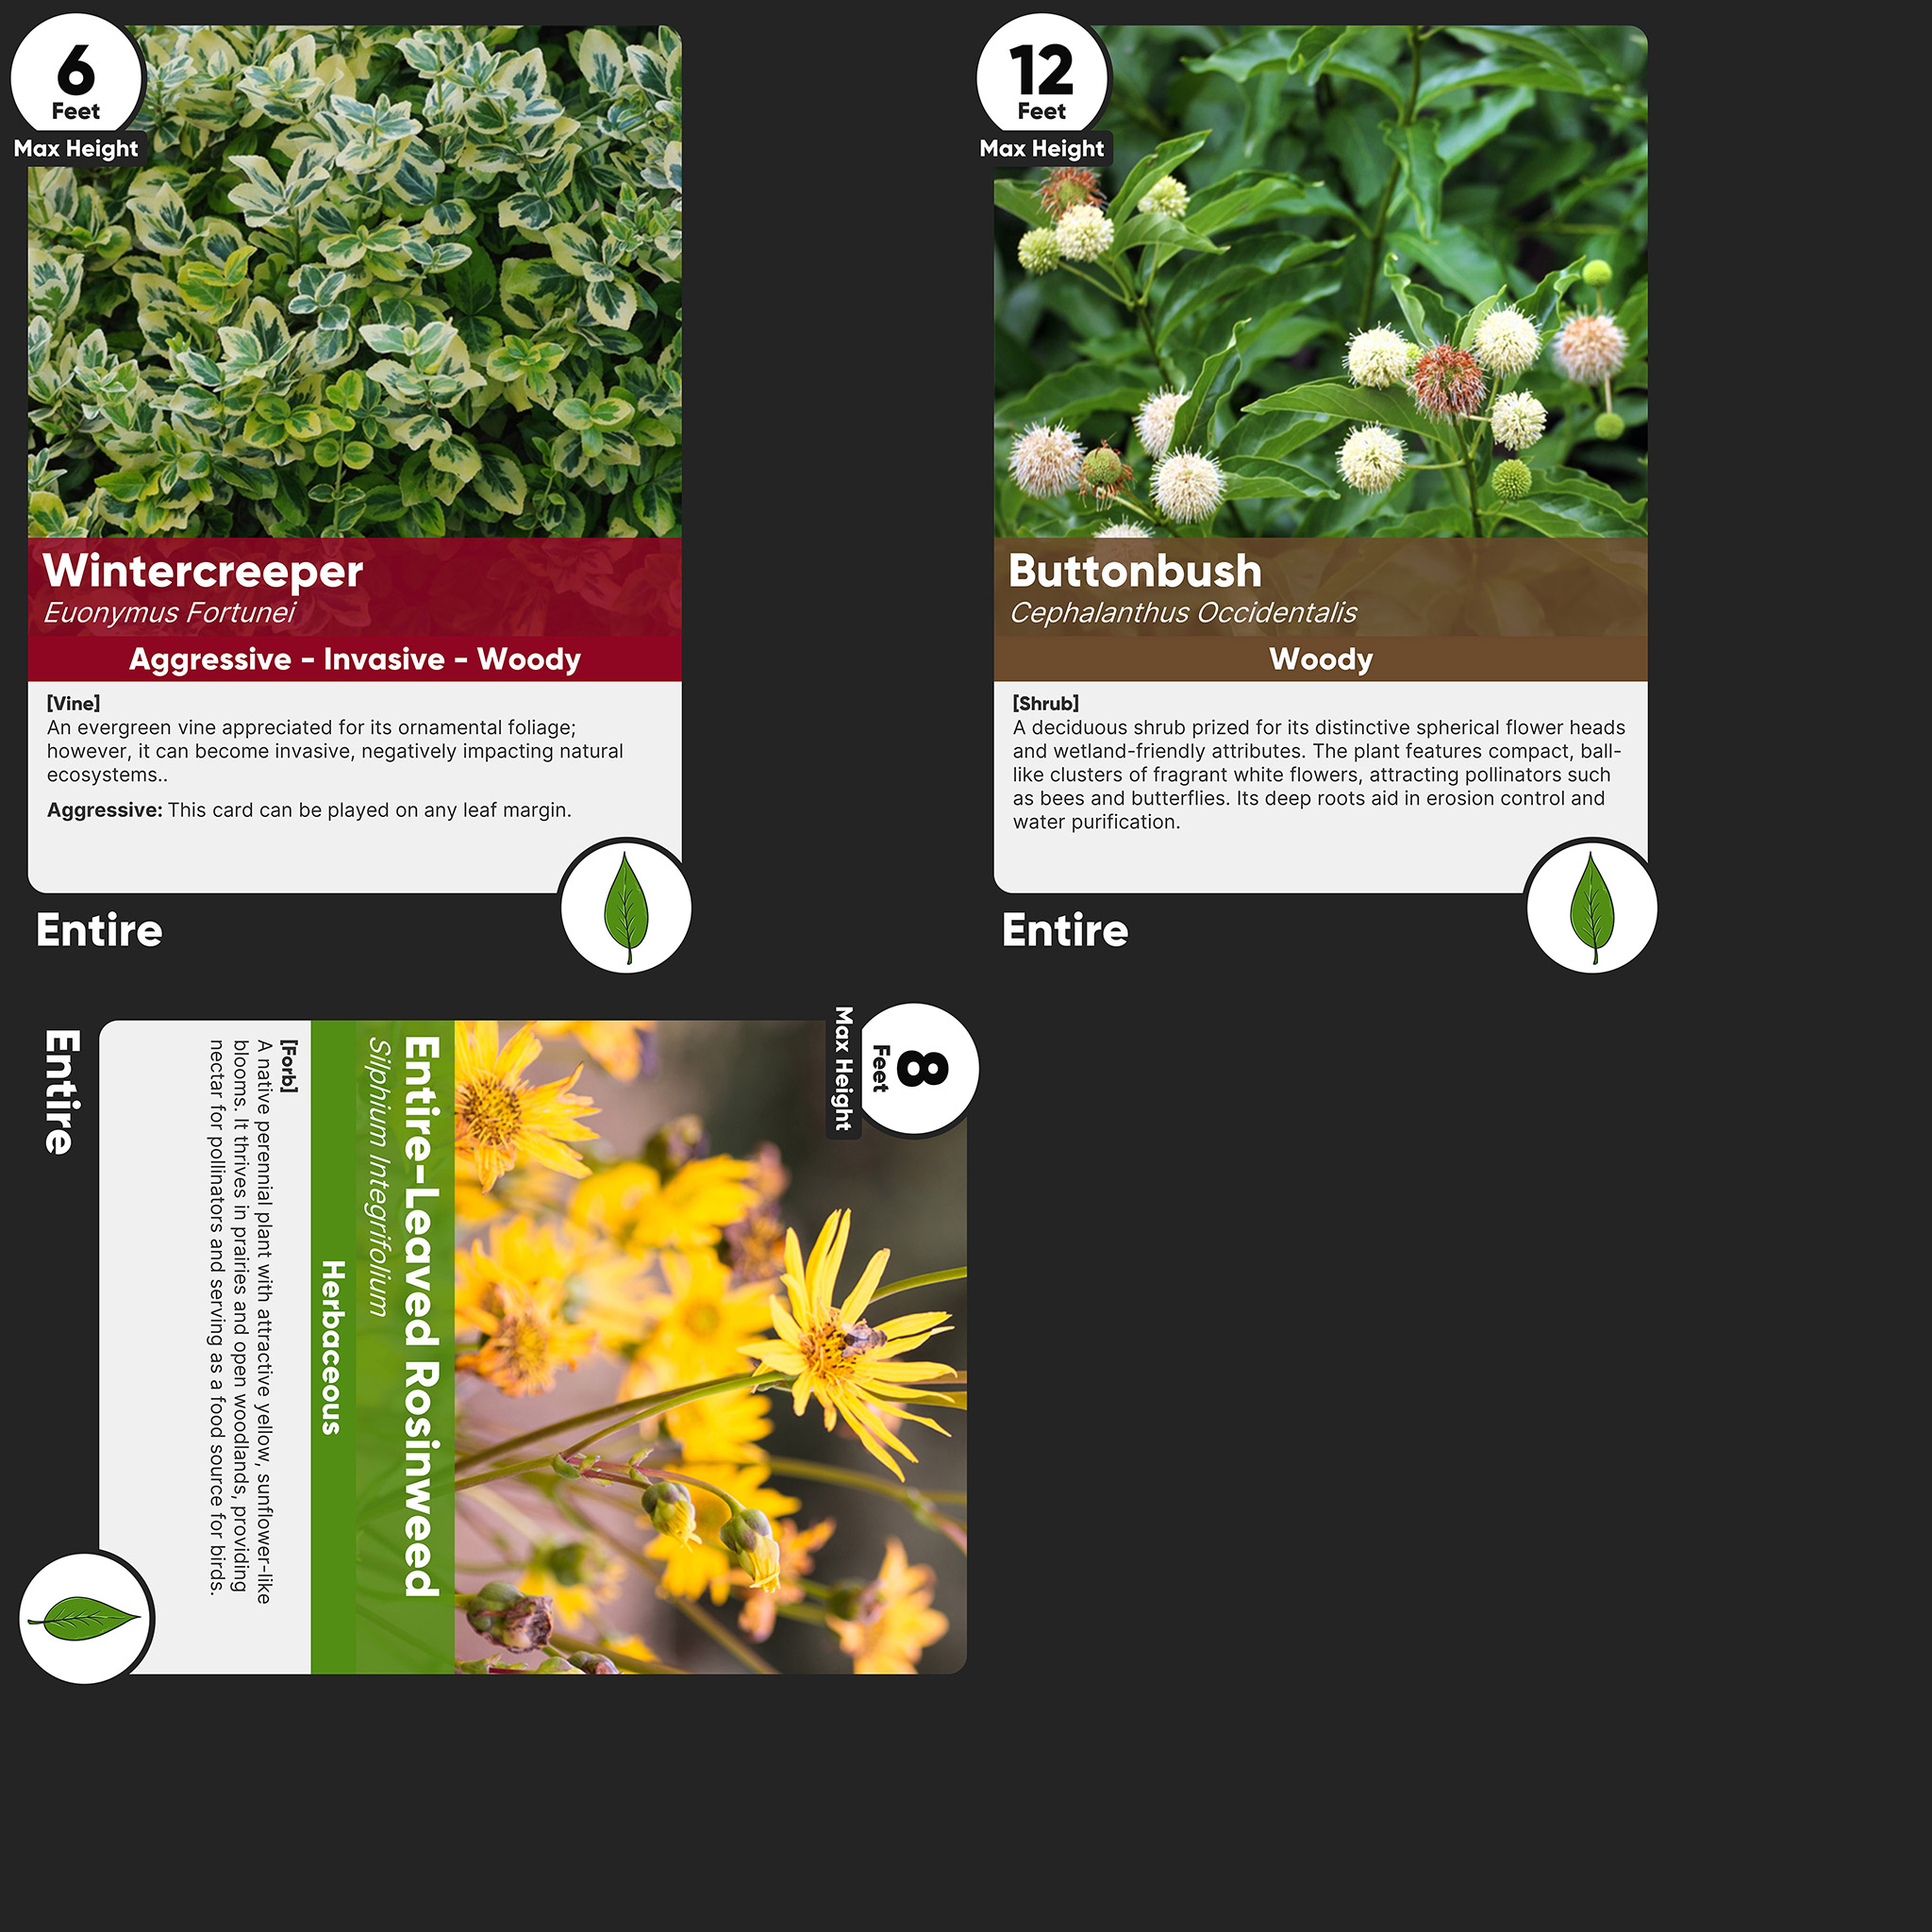 6
Feet
Max Height
Wintercreeper
Euonymus Fortunei
Aggressive - Invasive - Woody
[Vine]
An evergreen vine appreciated for its ornamental foliage;
however, it can become invasive, negatively impacting natural
ecosystems..
Aggressive: This card can be played on any leaf margin.
Entire
12
Feet
Max Height
Buttonbush
Cephalanthus Occidentalis
Woody
[Shrub]
A deciduous shrub prized for its distinctive spherical flower heads
and wetland-friendly attributes. The plant features compact, ball-
like clusters of fragrant white flowers, attracting pollinators such
as bees and butterflies. Its deep roots aid in erosion control and
water purification.
Entire
8
Feet
Max Height
Entire-Leaved Rosinweed
Silphium Integrifolium
Herbaceous
[Forb]
A native perennial plant with attractive yellow, sunflower-like
blooms. It thrives in prairies and open woodlands, providing
nectar for pollinators and serving as a food source for birds.
Entire